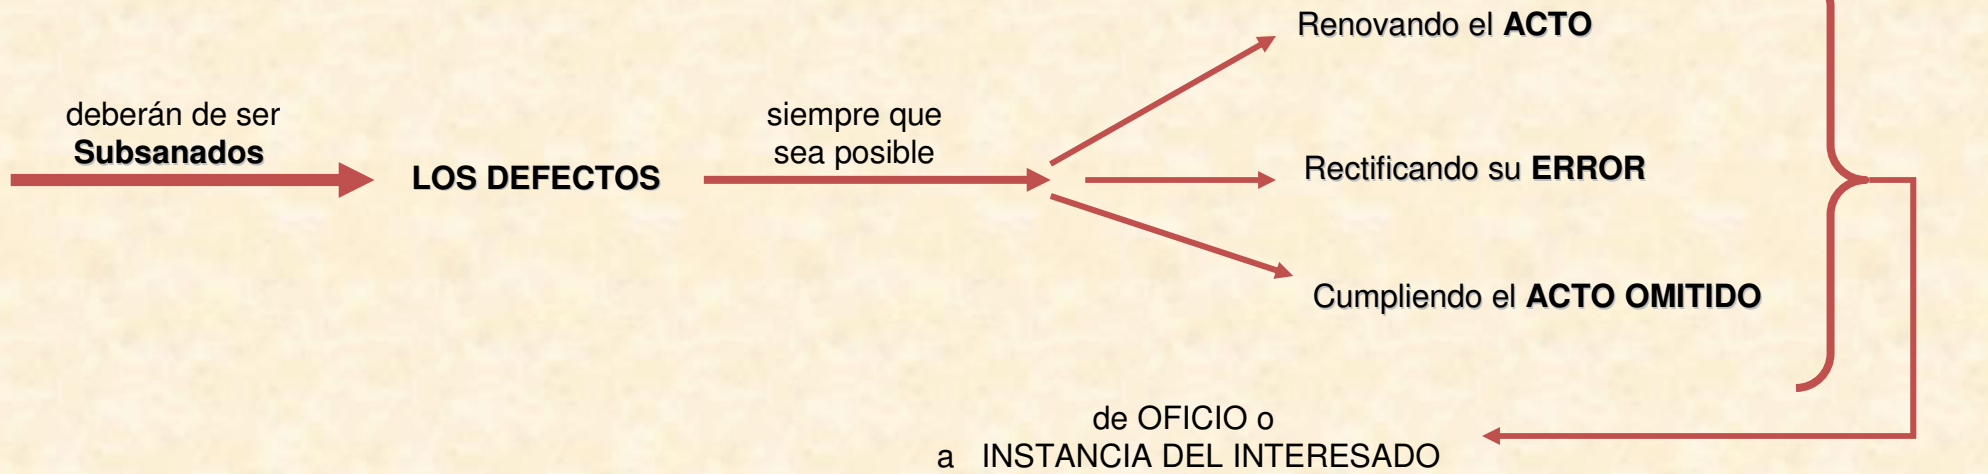 deberán de ser
Subsanados
LOS DEFECTOS
siempre que
sea posible
Renovando el ACTO
Rectificando su ERROR
Cumpliendo el ACTO OMITIDO
de OFICIO o
a INSTANCIA DEL INTERESADO